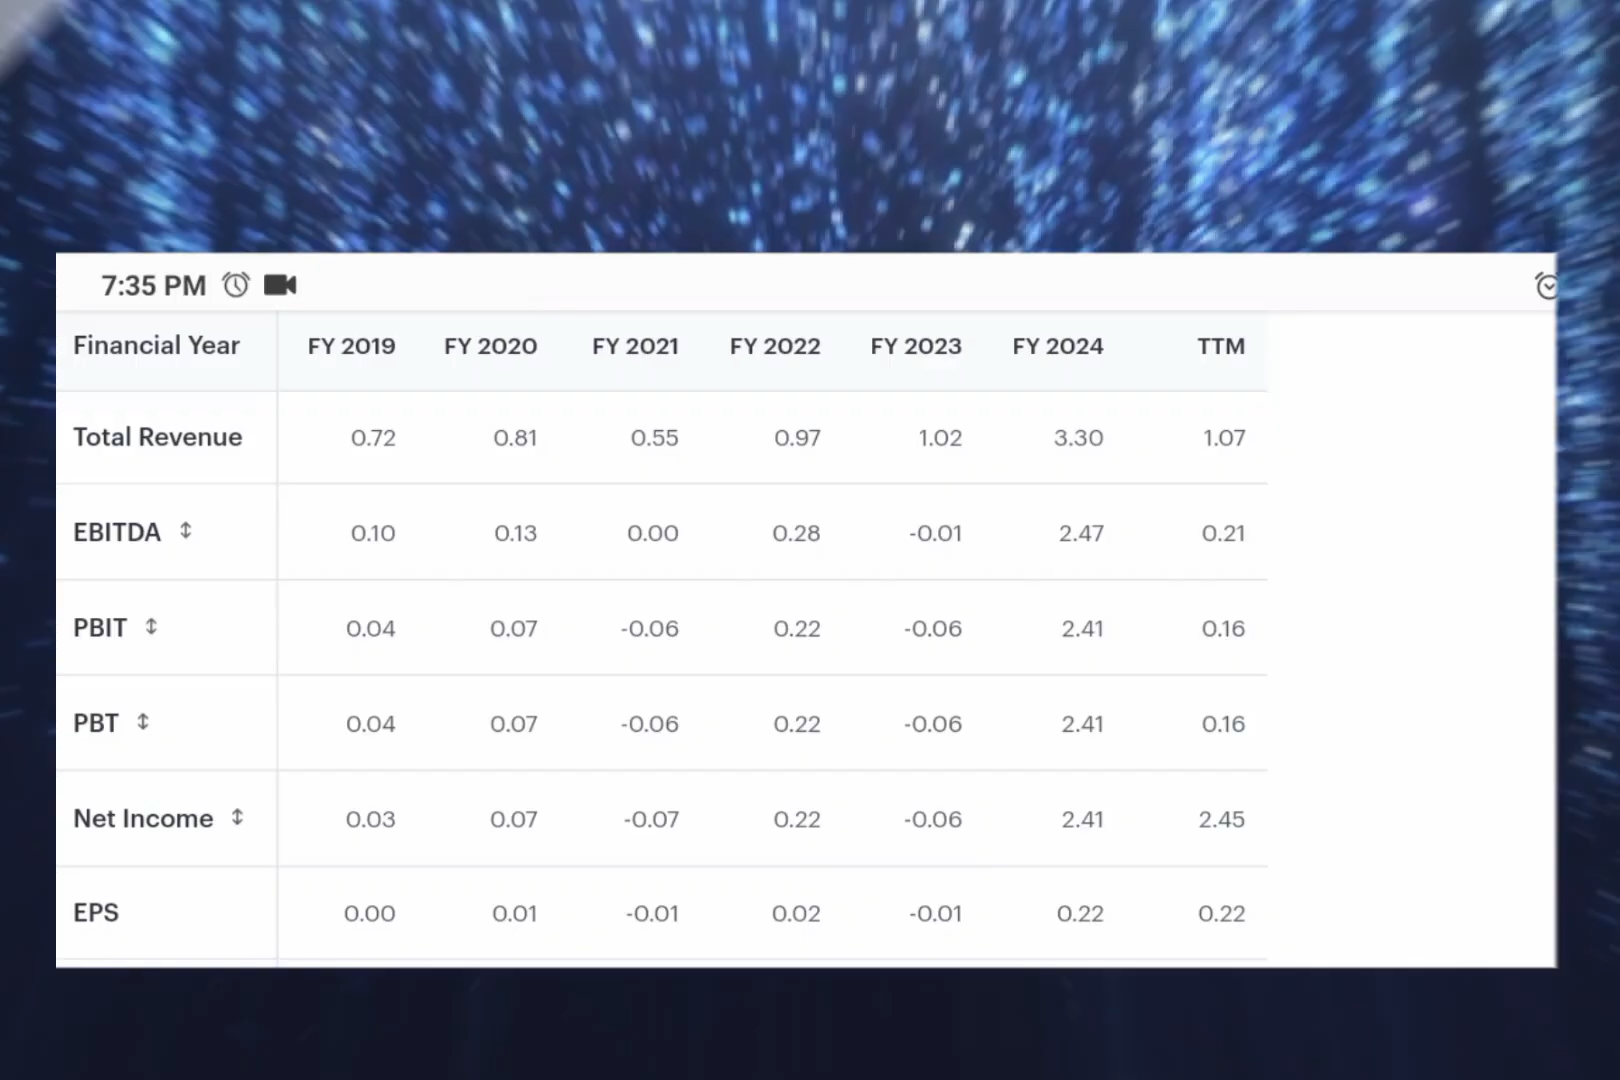 7:35 PM
Financial Year FY 2019 FY 2020 FY 2021 FY 2022 FY 2023 FY 2024 TTM
Total Revenue 0.72 0.81 0.55 0.97 1.02 3.30 1.07
EBITDA 0.10 0.13 0.00 0.28 -0.01 2.47 0.21
PBIT 0.04 0.07 -0.06 0.22 -0.06 2.41 0.16
PBT 0.04 0.07 -0.06 0.22 -0.06 2.41 0.16
Net Income 0.03 0.07 -0.07 0.22 -0.06 2.41 2.45
EPS 0.00 0.01 -0.01 0.02 -0.01 0.22 0.22